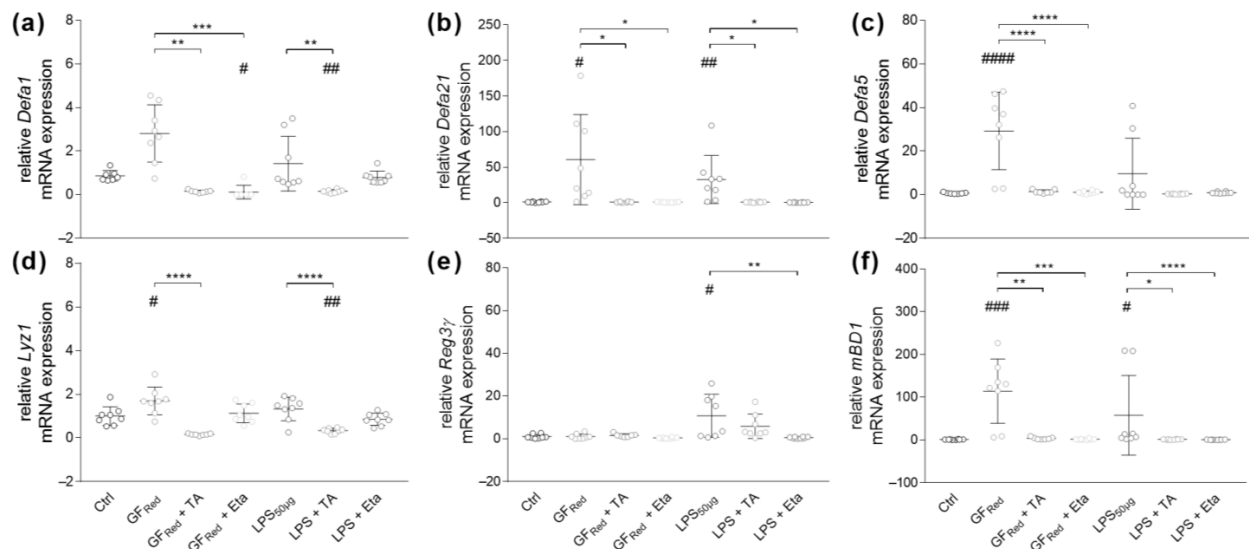 (a)
relative Defa1
mRNA expression
8
6
4
2
0
–2
***
**
**
#
##
(b)
relative Defa21
mRNA expression
250
200
150
100
50
0
–50
*
*
*
*
#
##
(c)
relative Defa5
mRNA expression
80
60
40
20
0
–20
****
****
####
(d)
relative Lyz1
mRNA expression
8
6
4
2
0
–2
****
****
#
##
Ctrl
GFRed
GFRed + TA
GFRed + Eta
LPS50µg
LPS + TA
LPS + Eta
(e)
relative Reg3γ
mRNA expression
80
60
40
20
0
–20
**
#
Ctrl
GFRed
GFRed + TA
GFRed + Eta
LPS50µg
LPS + TA
LPS + Eta
(f)
relative mBD1
mRNA expression
400
300
200
100
0
–100
***
****
**
*
###
#
Ctrl
GFRed
GFRed + TA
GFRed + Eta
LPS50µg
LPS + TA
LPS + Eta